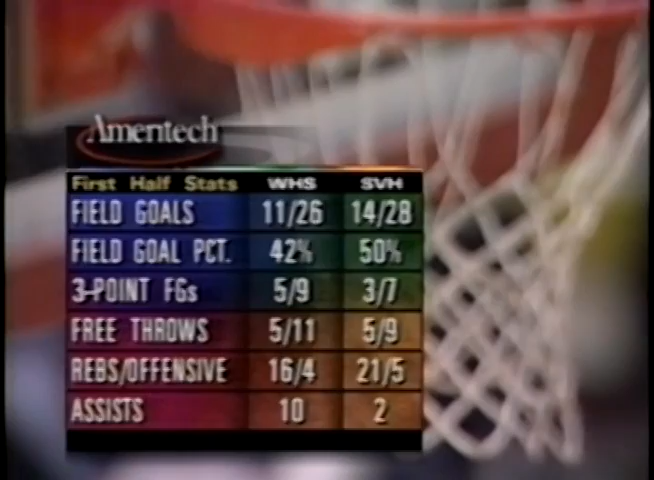 Ameritech
First Half Stats WHS SVH
FIELD GOALS 11/26 14/28
FIELD GOAL PCT. 42% 50%
3-POINT FGs 5/9 3/7
FREE THROWS 5/11 5/9
REBS/OFFENSIVE 16/4 21/5
ASSISTS 10 2